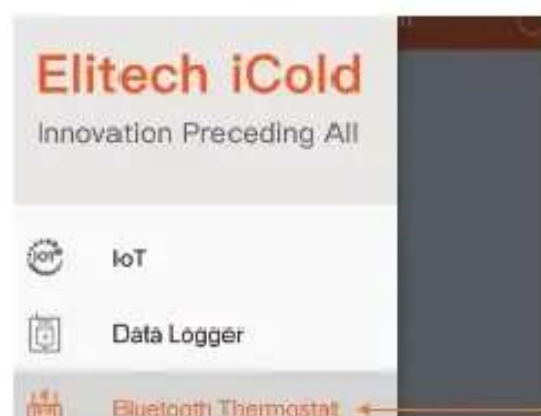 Elitech iCold
Innovation Preceding All
IoT
Data Logger
Bluetooth Thermostat